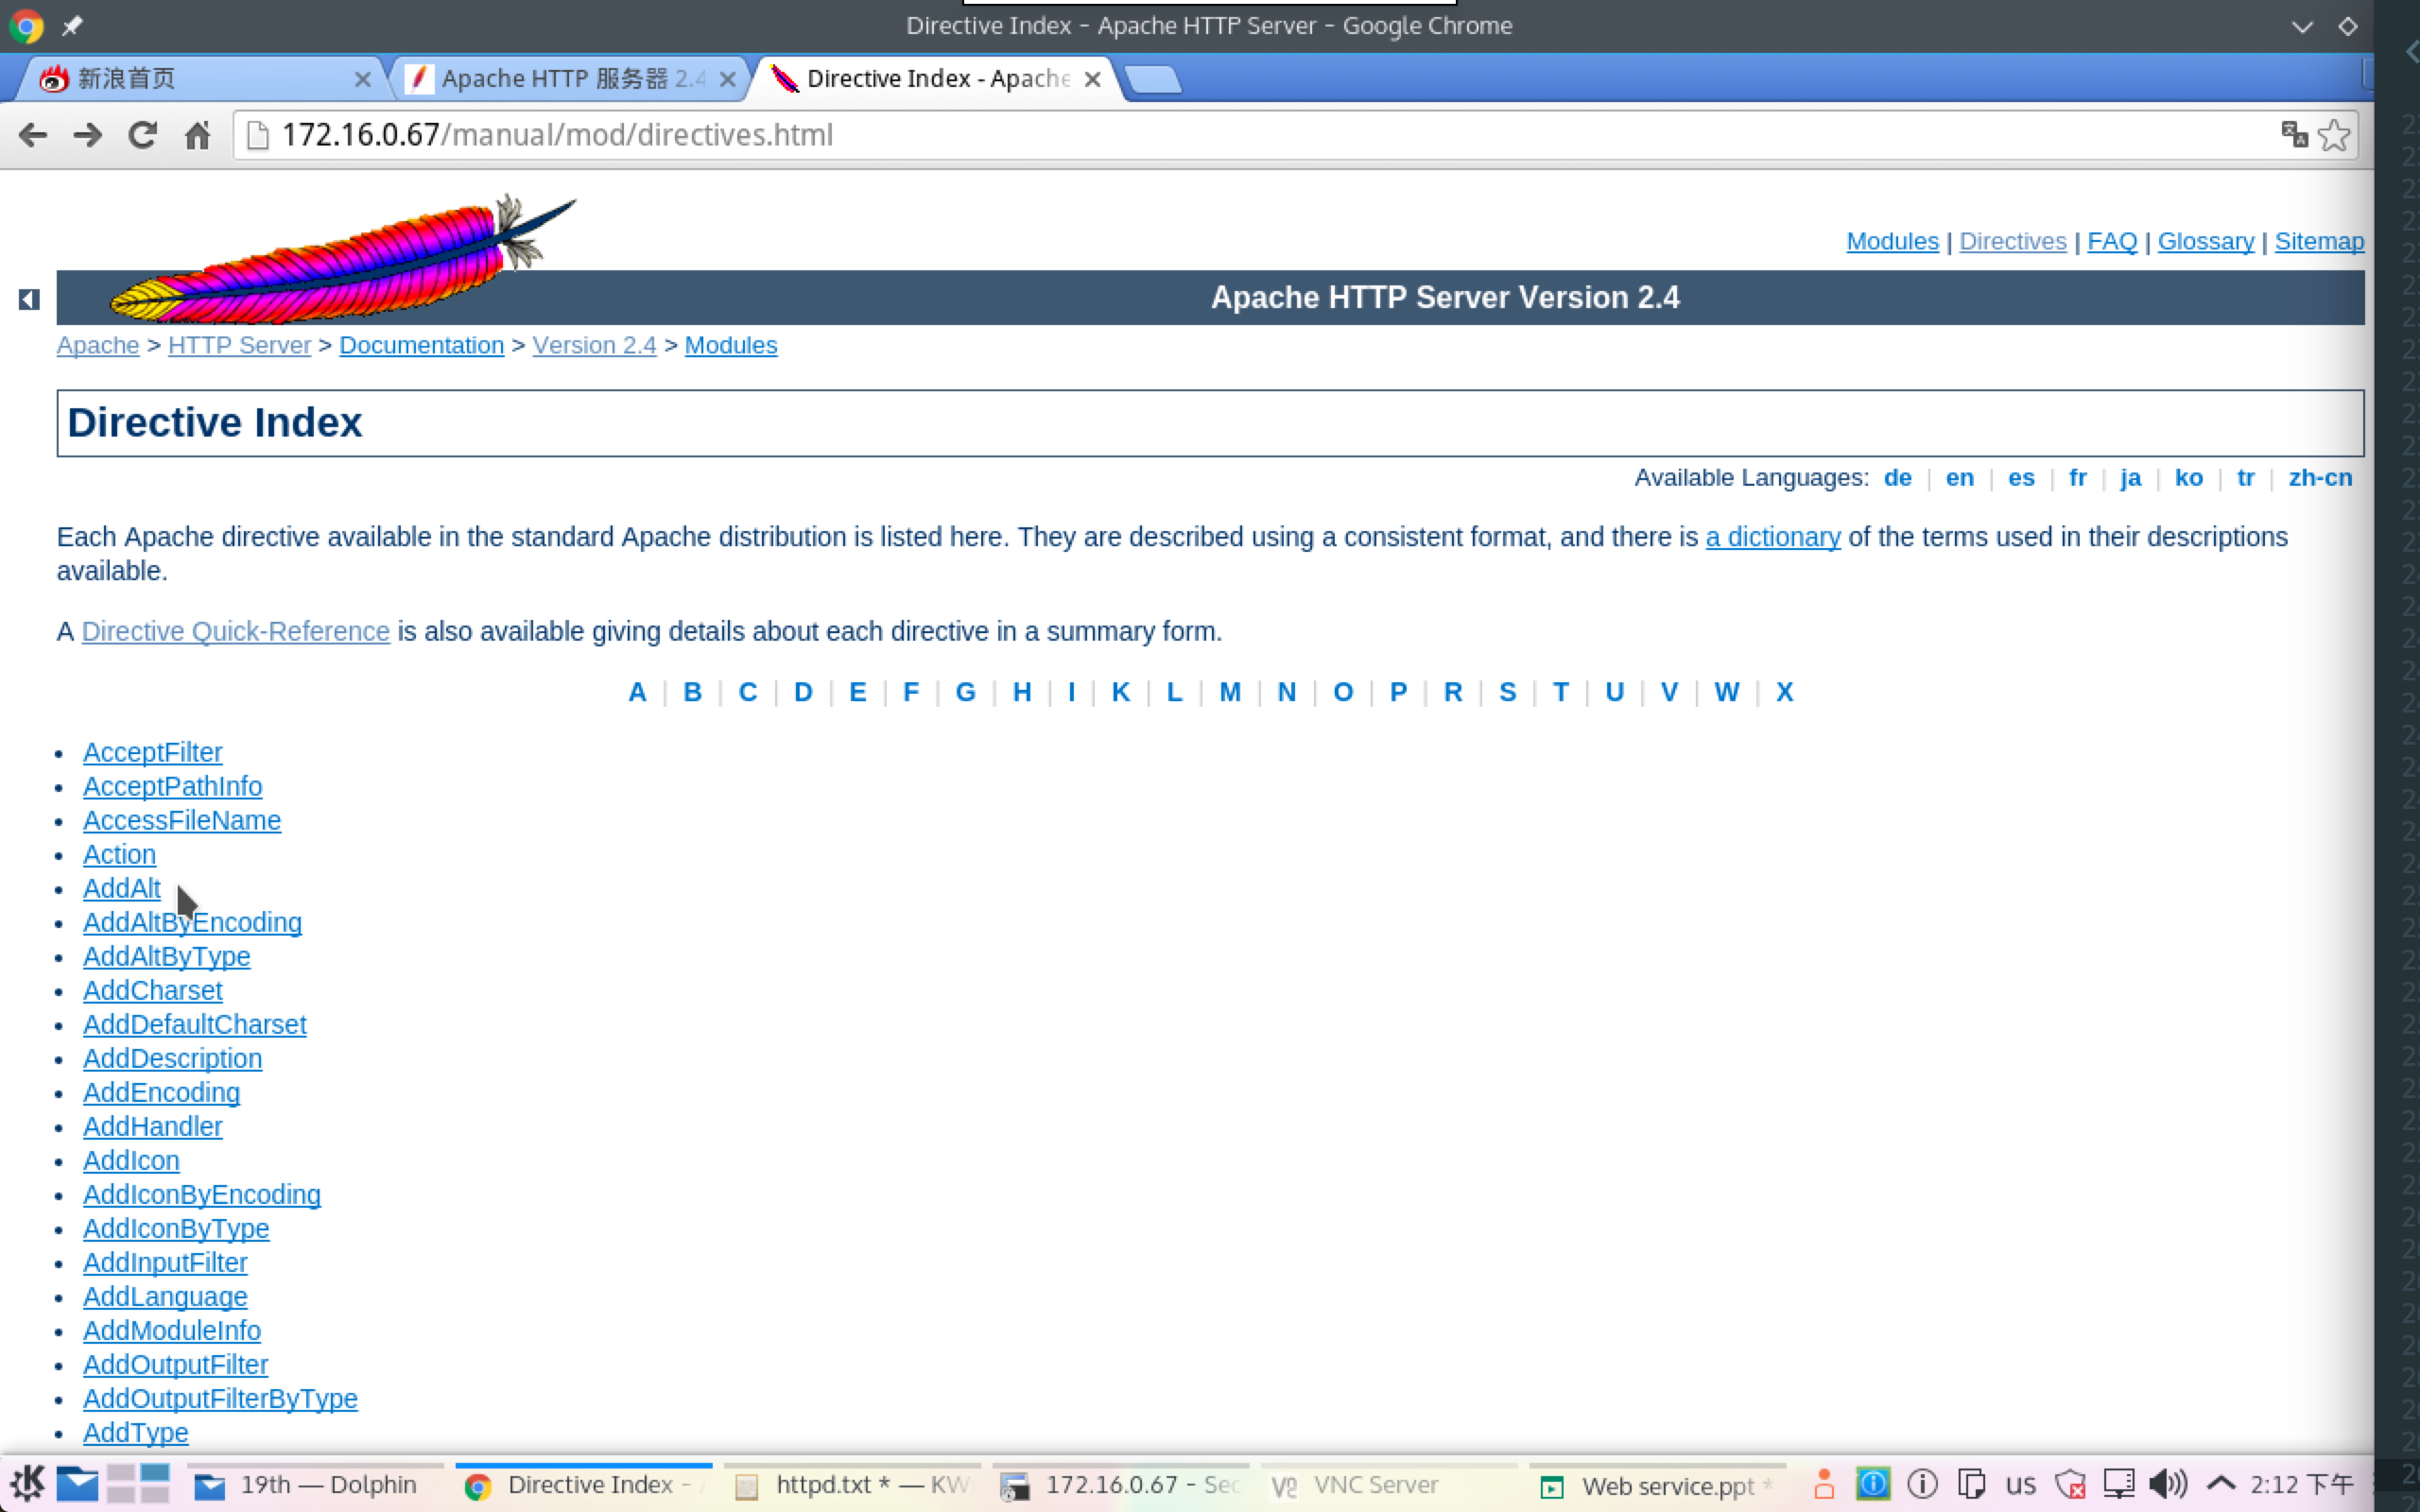 Directive Index - Apache HTTP Server - Google Chrome
新浪首页
Apache HTTP 服务器 2.4
Directive Index - Apache
172.16.0.67/manual/mod/directives.html
Modules | Directives | FAQ | Glossary | Sitemap
Apache HTTP Server Version 2.4
Apache > HTTP Server > Documentation > Version 2.4 > Modules
Directive Index
Available Languages: de | en | es | fr | ja | ko | tr | zh-cn
Each Apache directive available in the standard Apache distribution is listed here. They are described using a consistent format, and there is a dictionary of the terms used in their descriptions
available.
A Directive Quick-Reference is also available giving details about each directive in a summary form.
A | B | C | D | E | F | G | H | I | K | L | M | N | O | P | R | S | T | U | V | W | X
AcceptFilter
AcceptPathInfo
AccessFileName
Action
AddAlt
AddAltByEncoding
AddAltByType
AddCharset
AddDefaultCharset
AddDescription
AddEncoding
AddHandler
AddIcon
AddIconByEncoding
AddIconByType
AddInputFilter
AddLanguage
AddModuleInfo
AddOutputFilter
AddOutputFilterByType
AddType
19th — Dolphin
Directive Index -
httpd.txt * — KW
172.16.0.67 - Sec
VNC Server
Web service.ppt *
us
2:12 下午